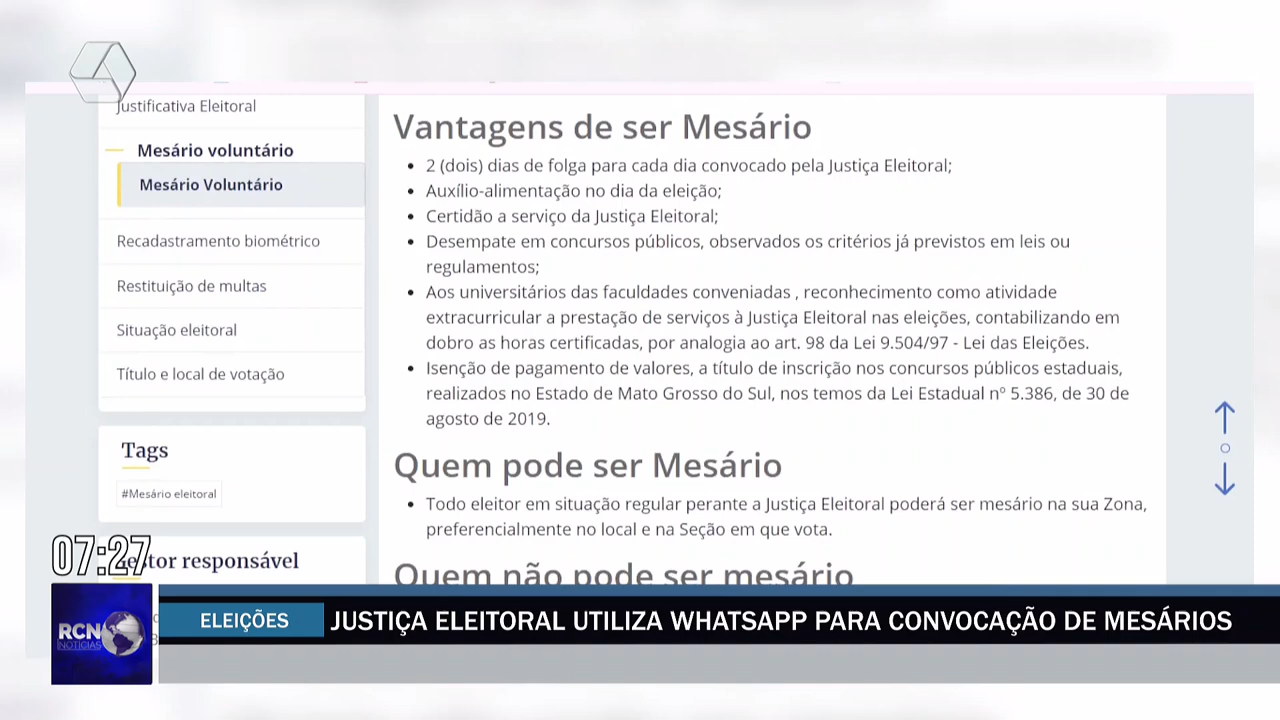 Justificativa Eleitoral
Mesário voluntário
Mesário Voluntário
Recadastramento biométrico
Restituição de multas
Situação eleitoral
Título e local de votação
Tags
#Mesário eleitoral
responsável
Vantagens de ser Mesário
• 2 (dois) dias de folga para cada dia convocado pela Justiça Eleitoral;
• Auxílio-alimentação no dia da eleição;
• Certidão a serviço da Justiça Eleitoral;
• Desempate em concursos públicos, observados os critérios já previstos em leis ou
regulamentos;
• Aos universitários das faculdades conveniadas , reconhecimento como atividade
extracurricular a prestação de serviços à Justiça Eleitoral nas eleições, contabilizando em
dobro as horas certificadas, por analogia ao art. 98 da Lei 9.504/97 - Lei das Eleições.
• Isenção de pagamento de valores, a título de inscrição nos concursos públicos estaduais,
realizados no Estado de Mato Grosso do Sul, nos temos da Lei Estadual nº 5.386, de 30 de
agosto de 2019.
Quem pode ser Mesário
• Todo eleitor em situação regular perante a Justiça Eleitoral poderá ser mesário na sua Zona,
preferencialmente no local e na Seção em que vota.
Quem não pode ser mesário
07:27
RCN
NOTÍCIAS
ELEIÇÕES
JUSTIÇA ELEITORAL UTILIZA WHATSAPP PARA CONVOCAÇÃO DE MESÁRIOS